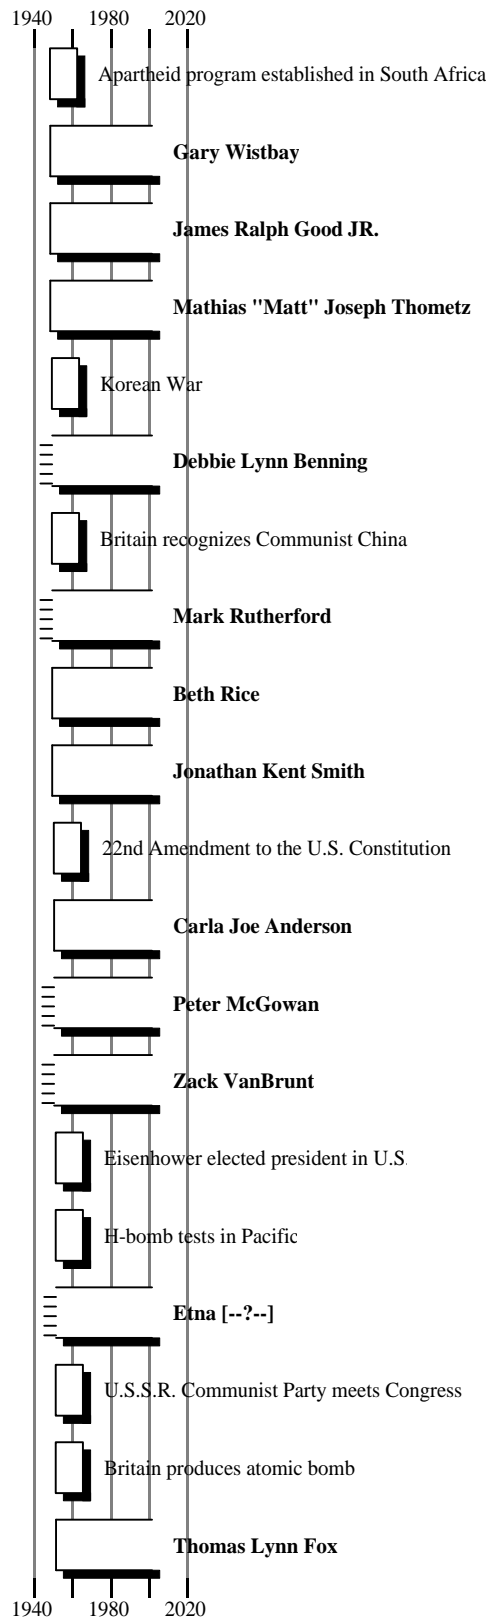 1940 1980 2020
Apartheid program established in South Africa
Gary Wistbay
James Ralph Good JR.
Mathias "Matt" Joseph Thometz
Korean War
Debbie Lynn Benning
Britain recognizes Communist China
Mark Rutherford
Beth Rice
Jonathan Kent Smith
22nd Amendment to the U.S. Constitution
Carla Joe Anderson
Peter McGowan
Zack VanBrunt
Eisenhower elected president in U.S.
H-bomb tests in Pacific
Etna [--?--]
U.S.S.R. Communist Party meets Congress
Britain produces atomic bomb
Thomas Lynn Fox
1940 1980 2020